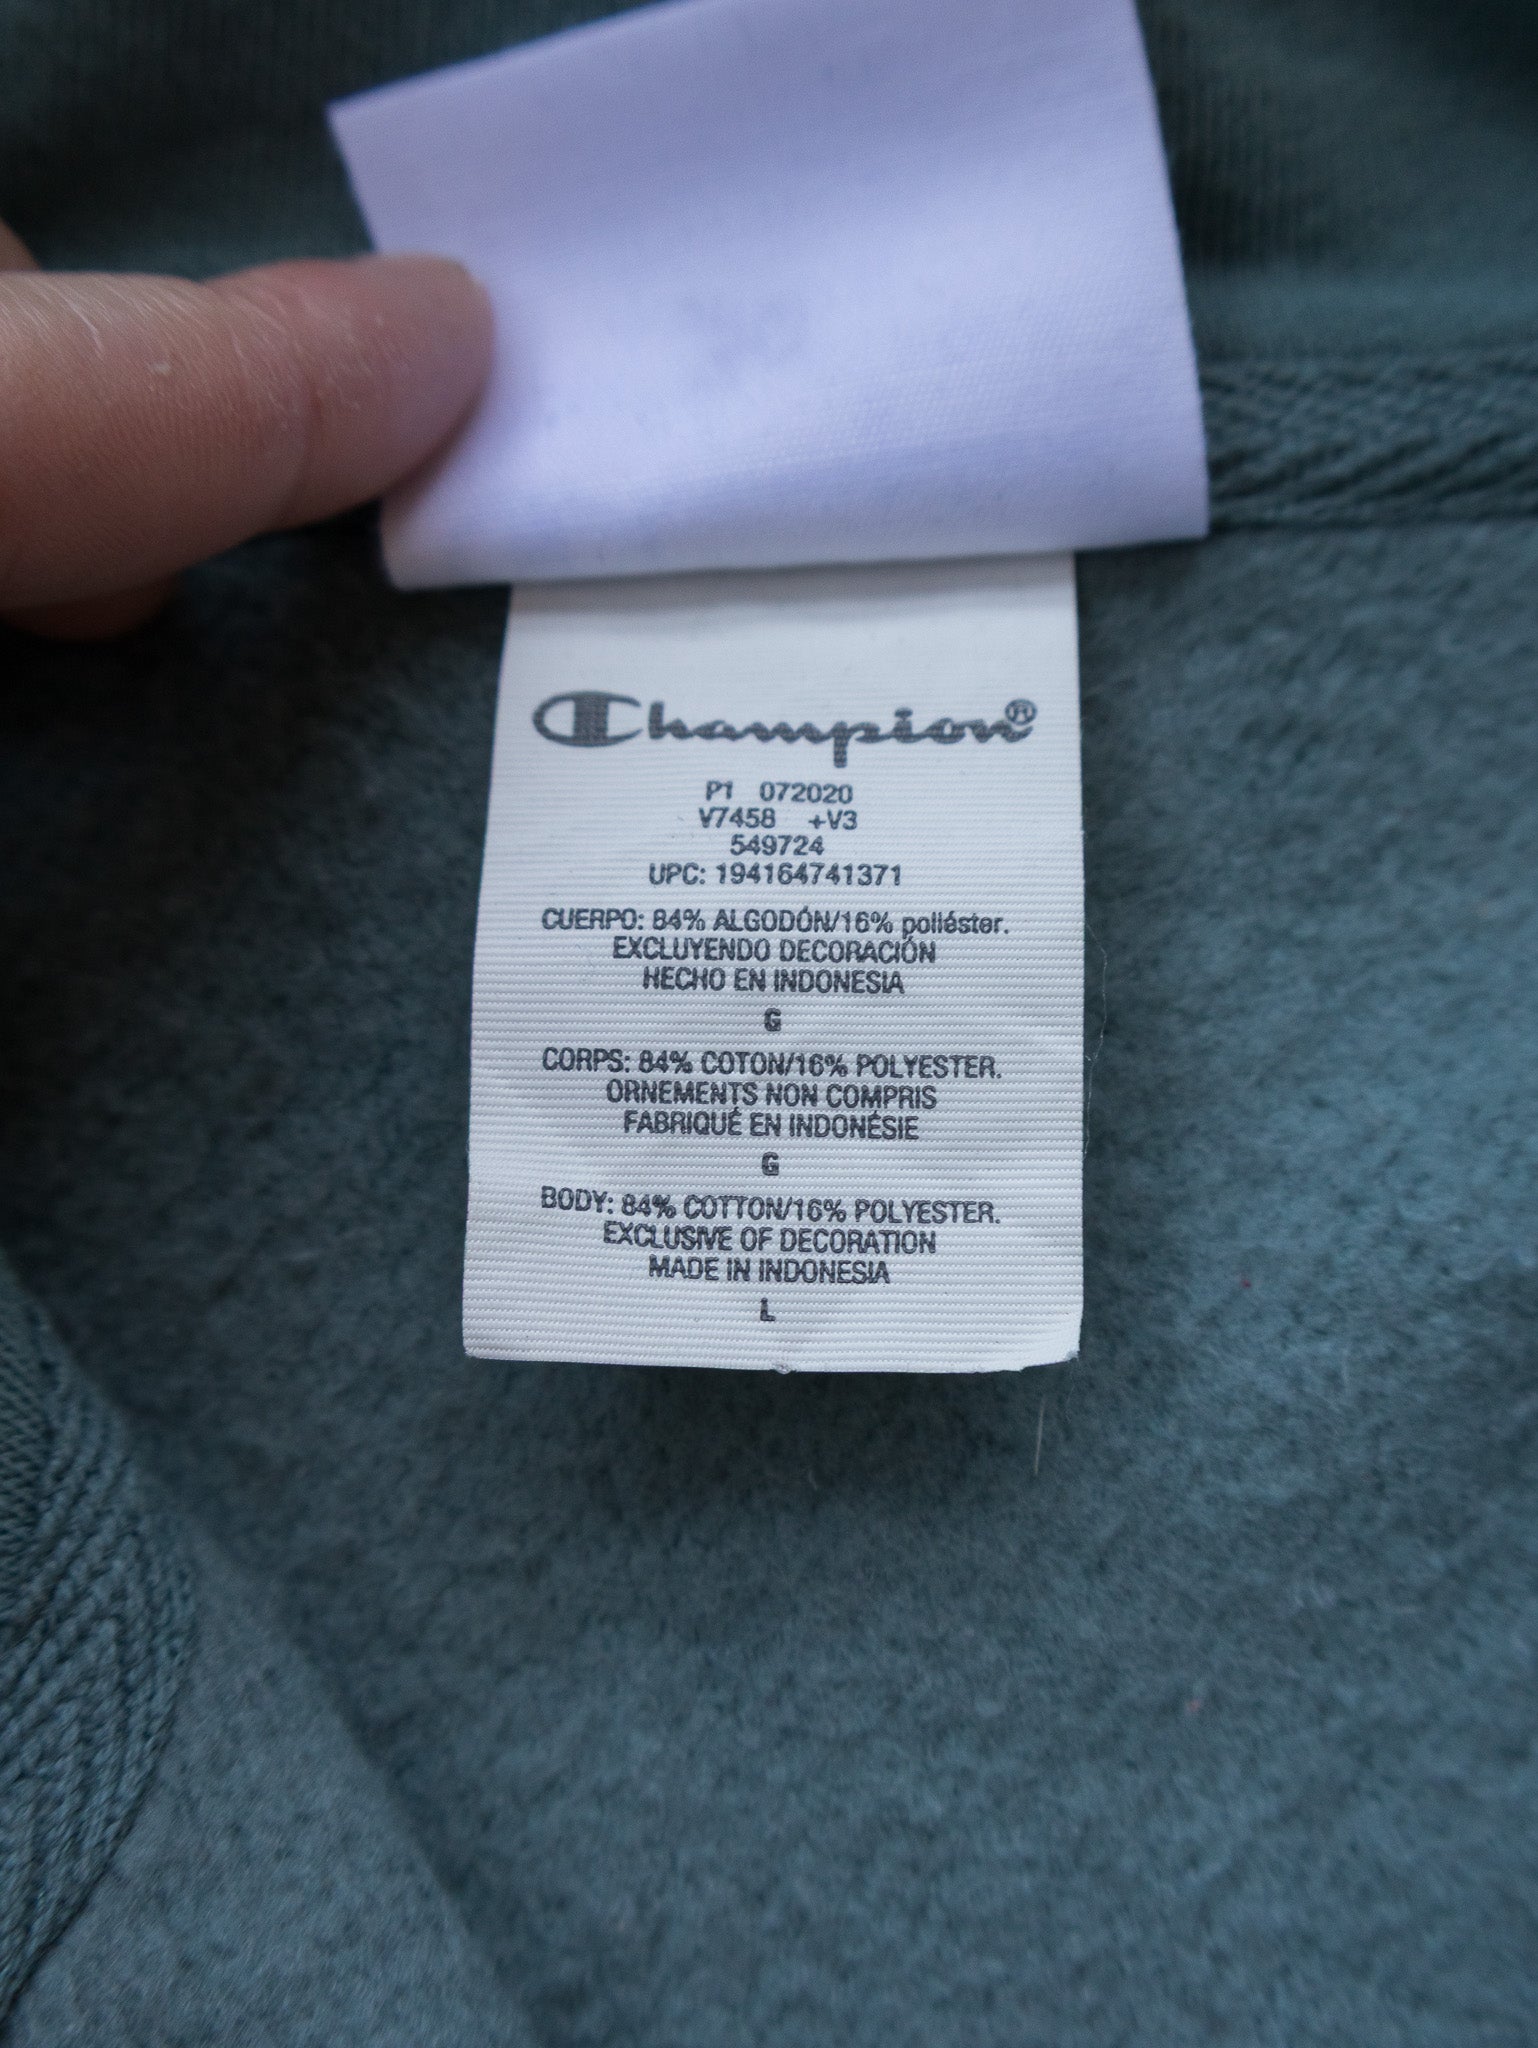 Champion®
P1 072020
V7458 +V3
549724
UPC: 194164741371
CUERPO: 84% ALGODÓN/16% poliéster.
EXCLUYENDO DECORACIÓN
HECHO EN INDONESIA
G
CORPS: 84% COTON/16% POLYESTER.
ORNEMENTS NON COMPRIS
FABRIQUÉ EN INDONÉSIE
G
BODY: 84% COTTON/16% POLYESTER.
EXCLUSIVE OF DECORATION
MADE IN INDONESIA
L